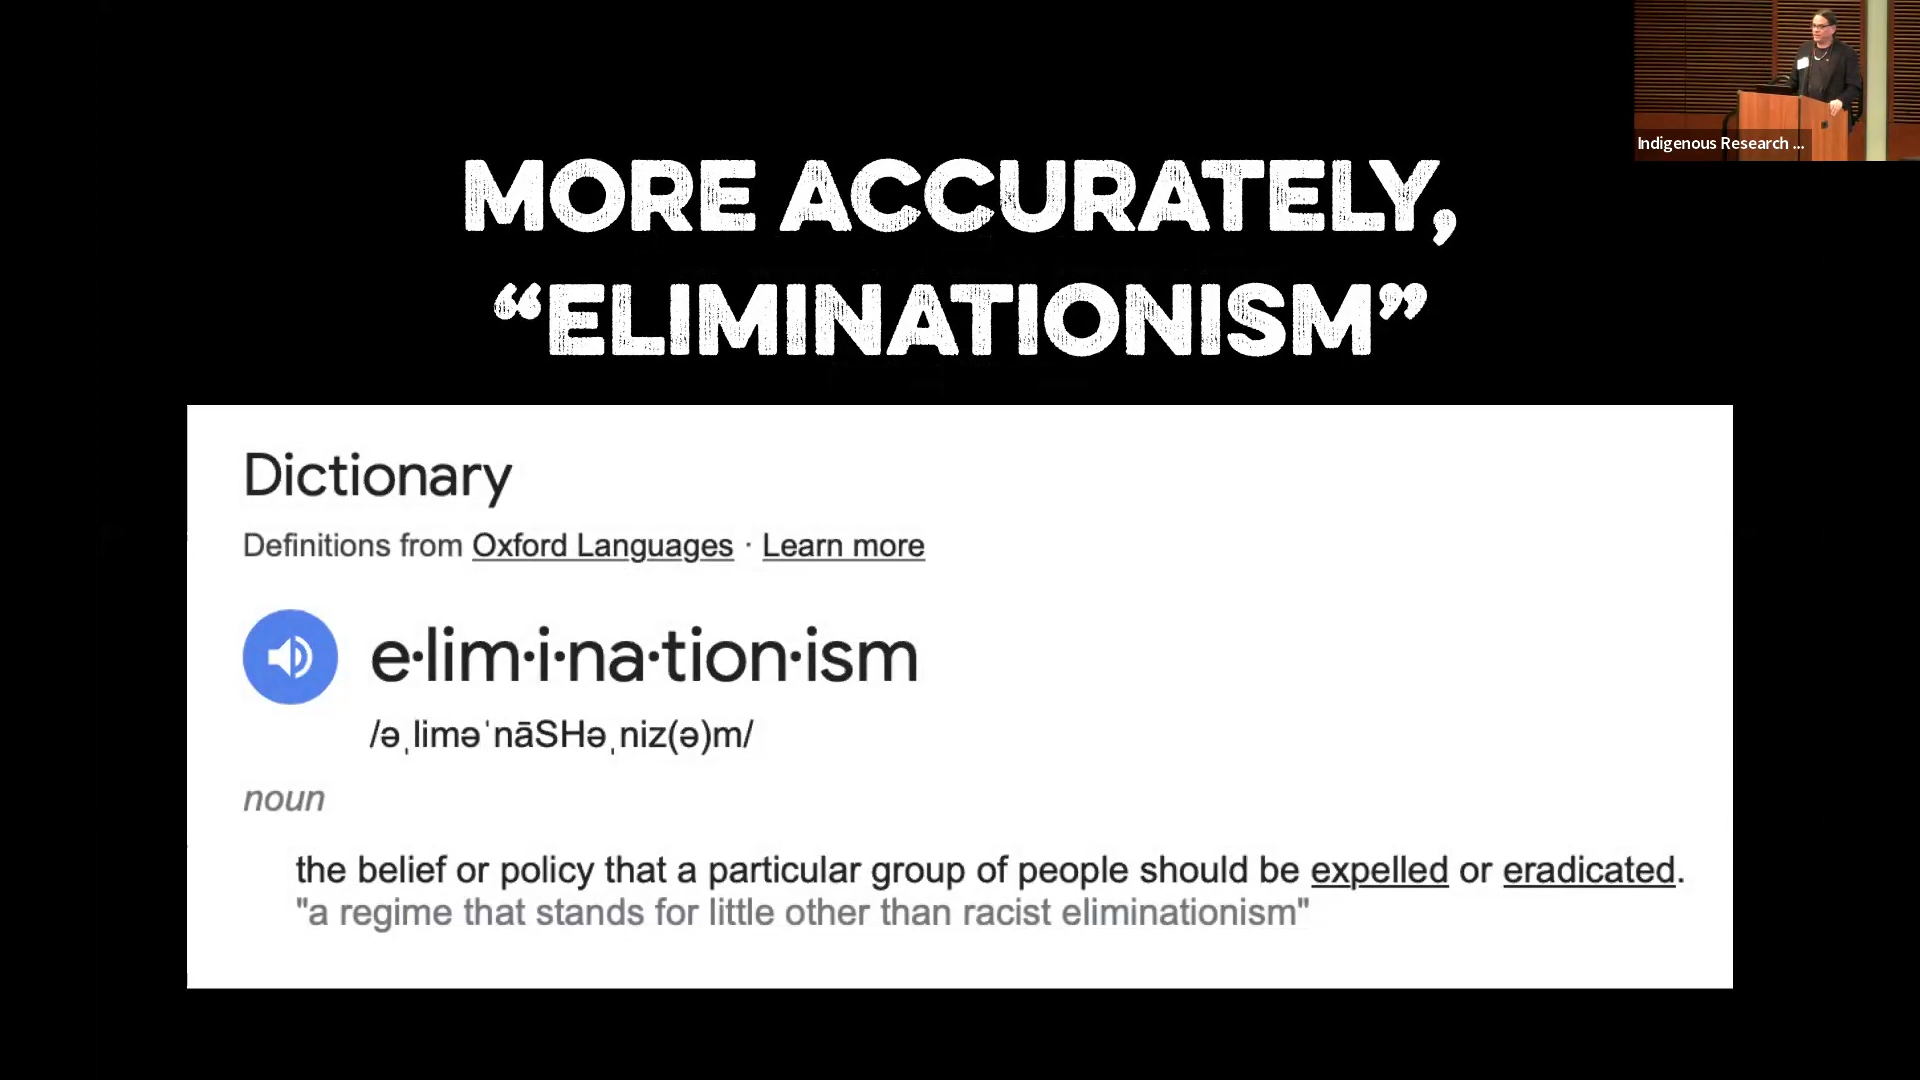 Indigenous Research ...
MORE ACCURATELY,
“ELIMINATIONISM”
Dictionary
Definitions from Oxford Languages · Learn more
e·lim·i·na·tion·ism
/əˌliməˈnāSHəˌniz(ə)m/
noun
the belief or policy that a particular group of people should be expelled or eradicated.
"a regime that stands for little other than racist eliminationism"